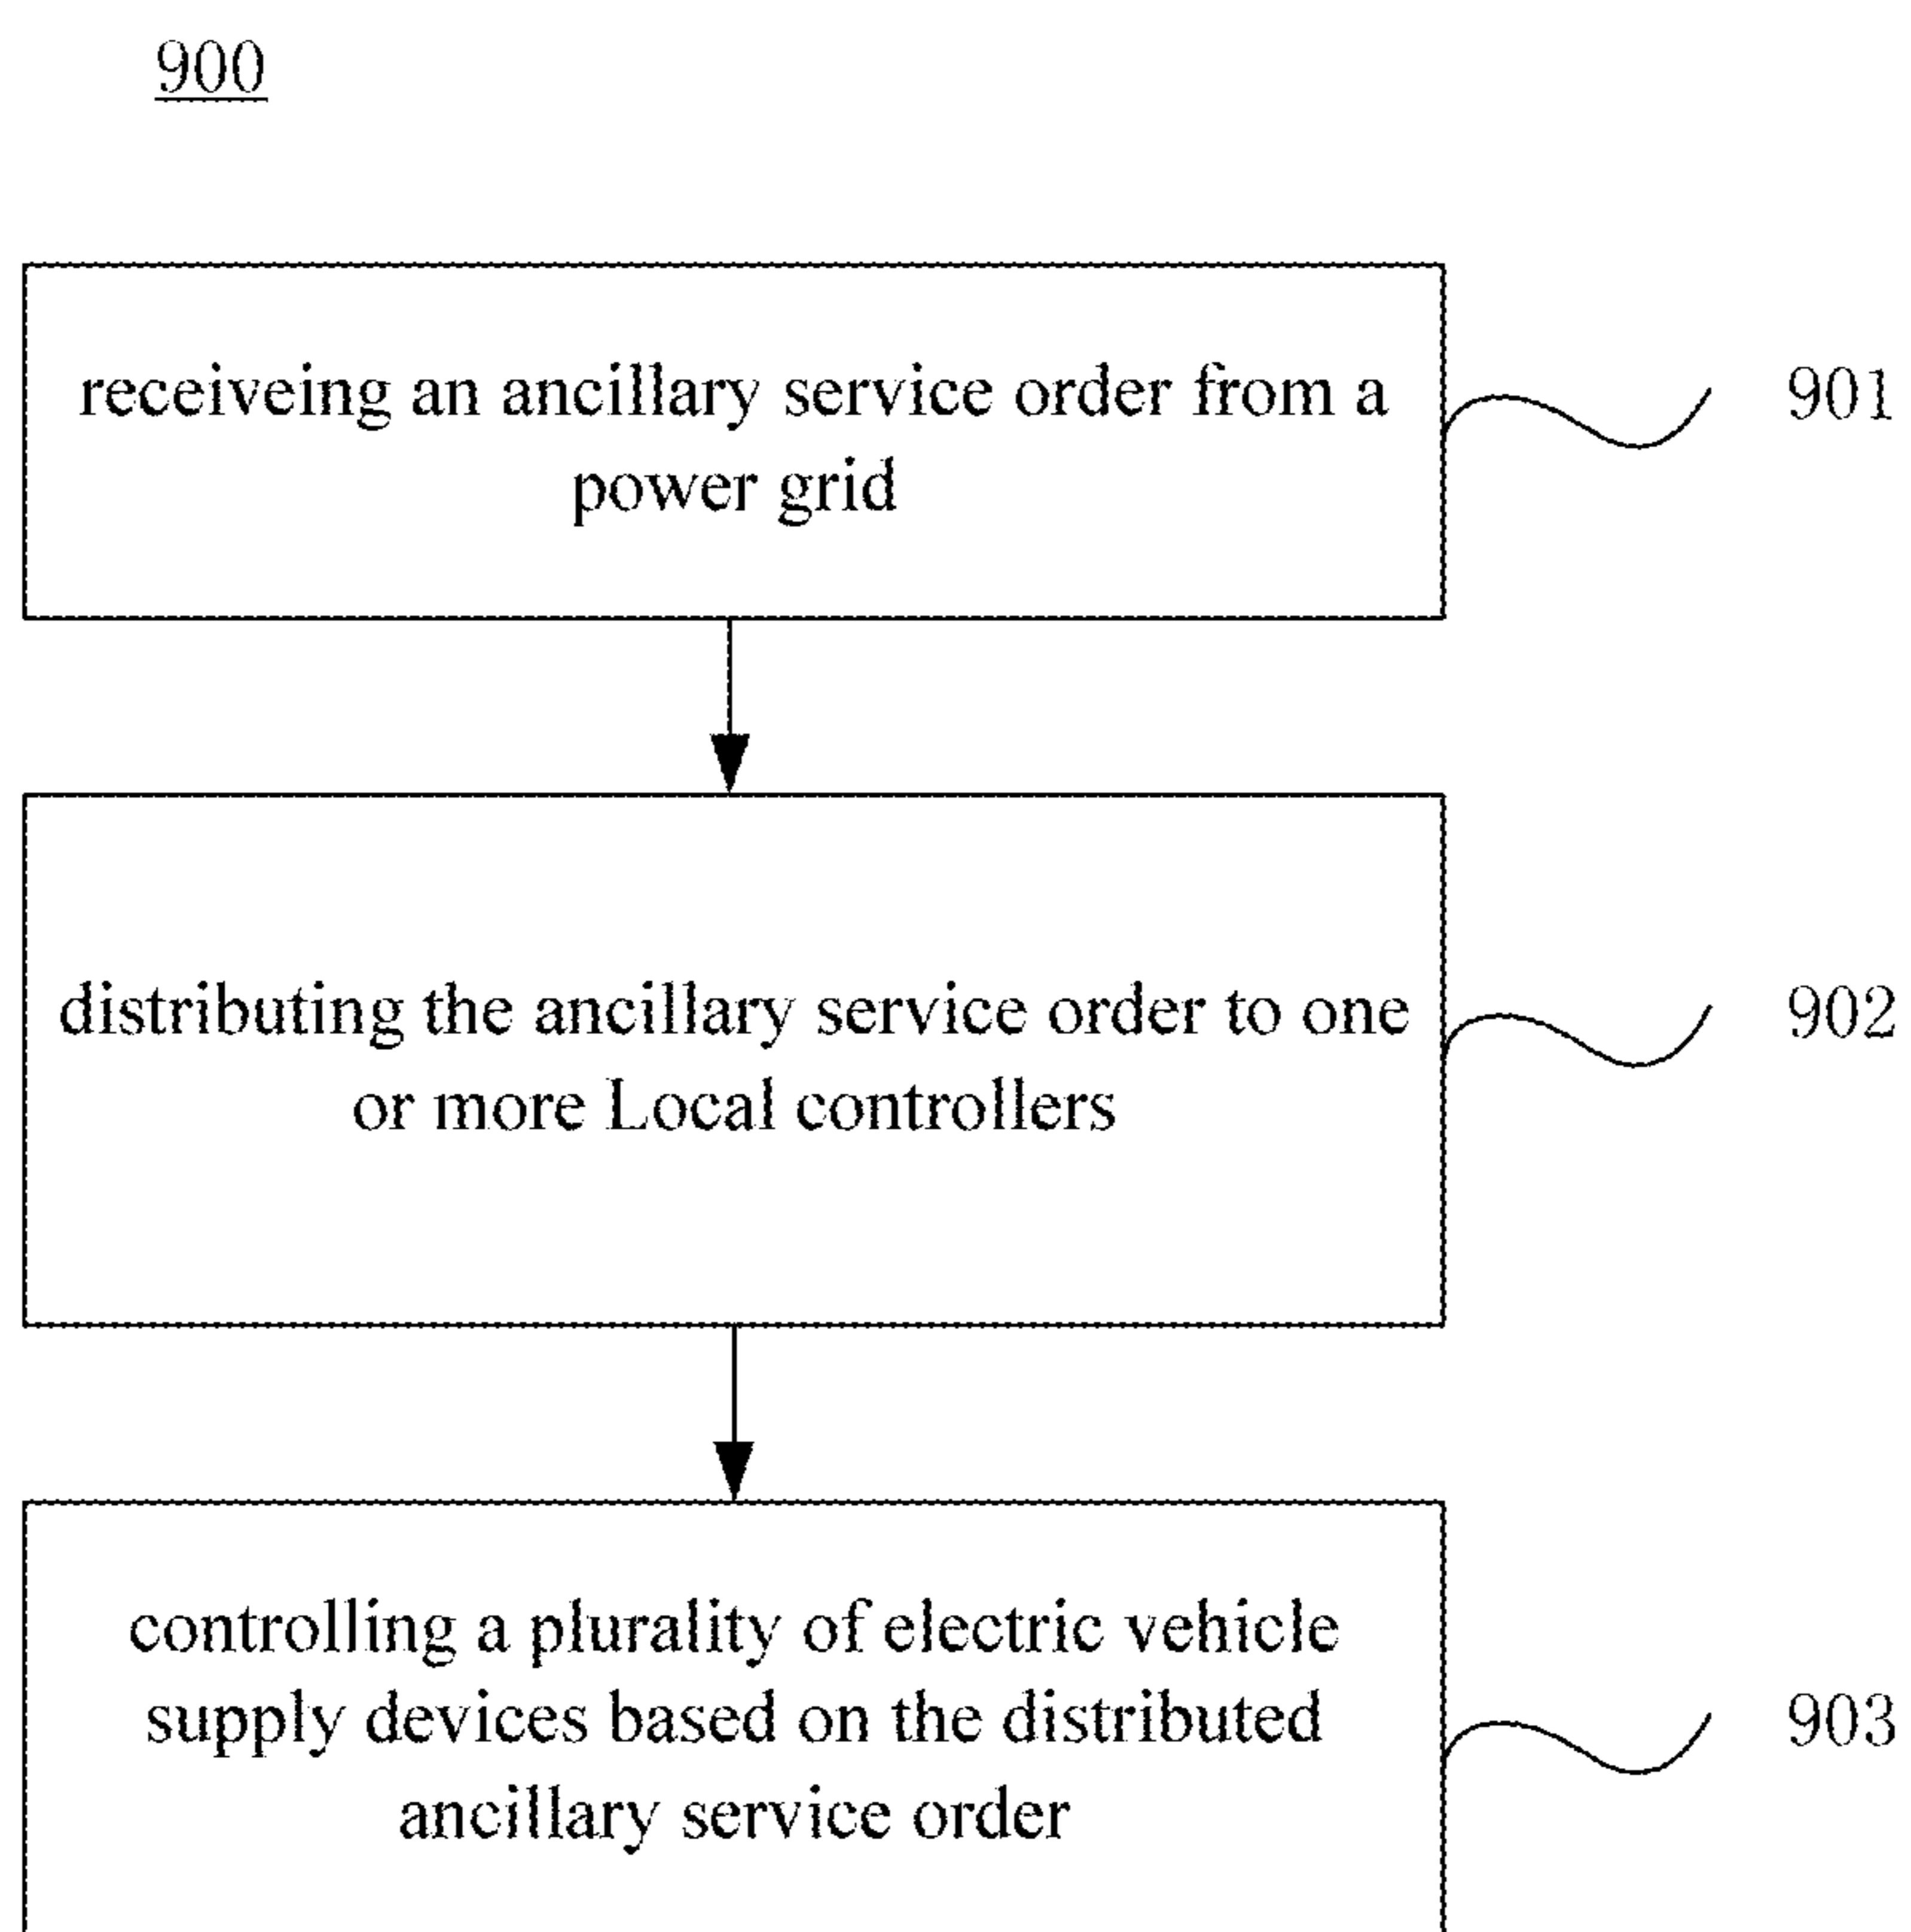 900
receiveing an ancillary service order from a
power grid
901
distributing the ancillary service order to one
or more Local controllers
902
controlling a plurality of electric vehicle
supply devices based on the distributed
ancillary service order
903